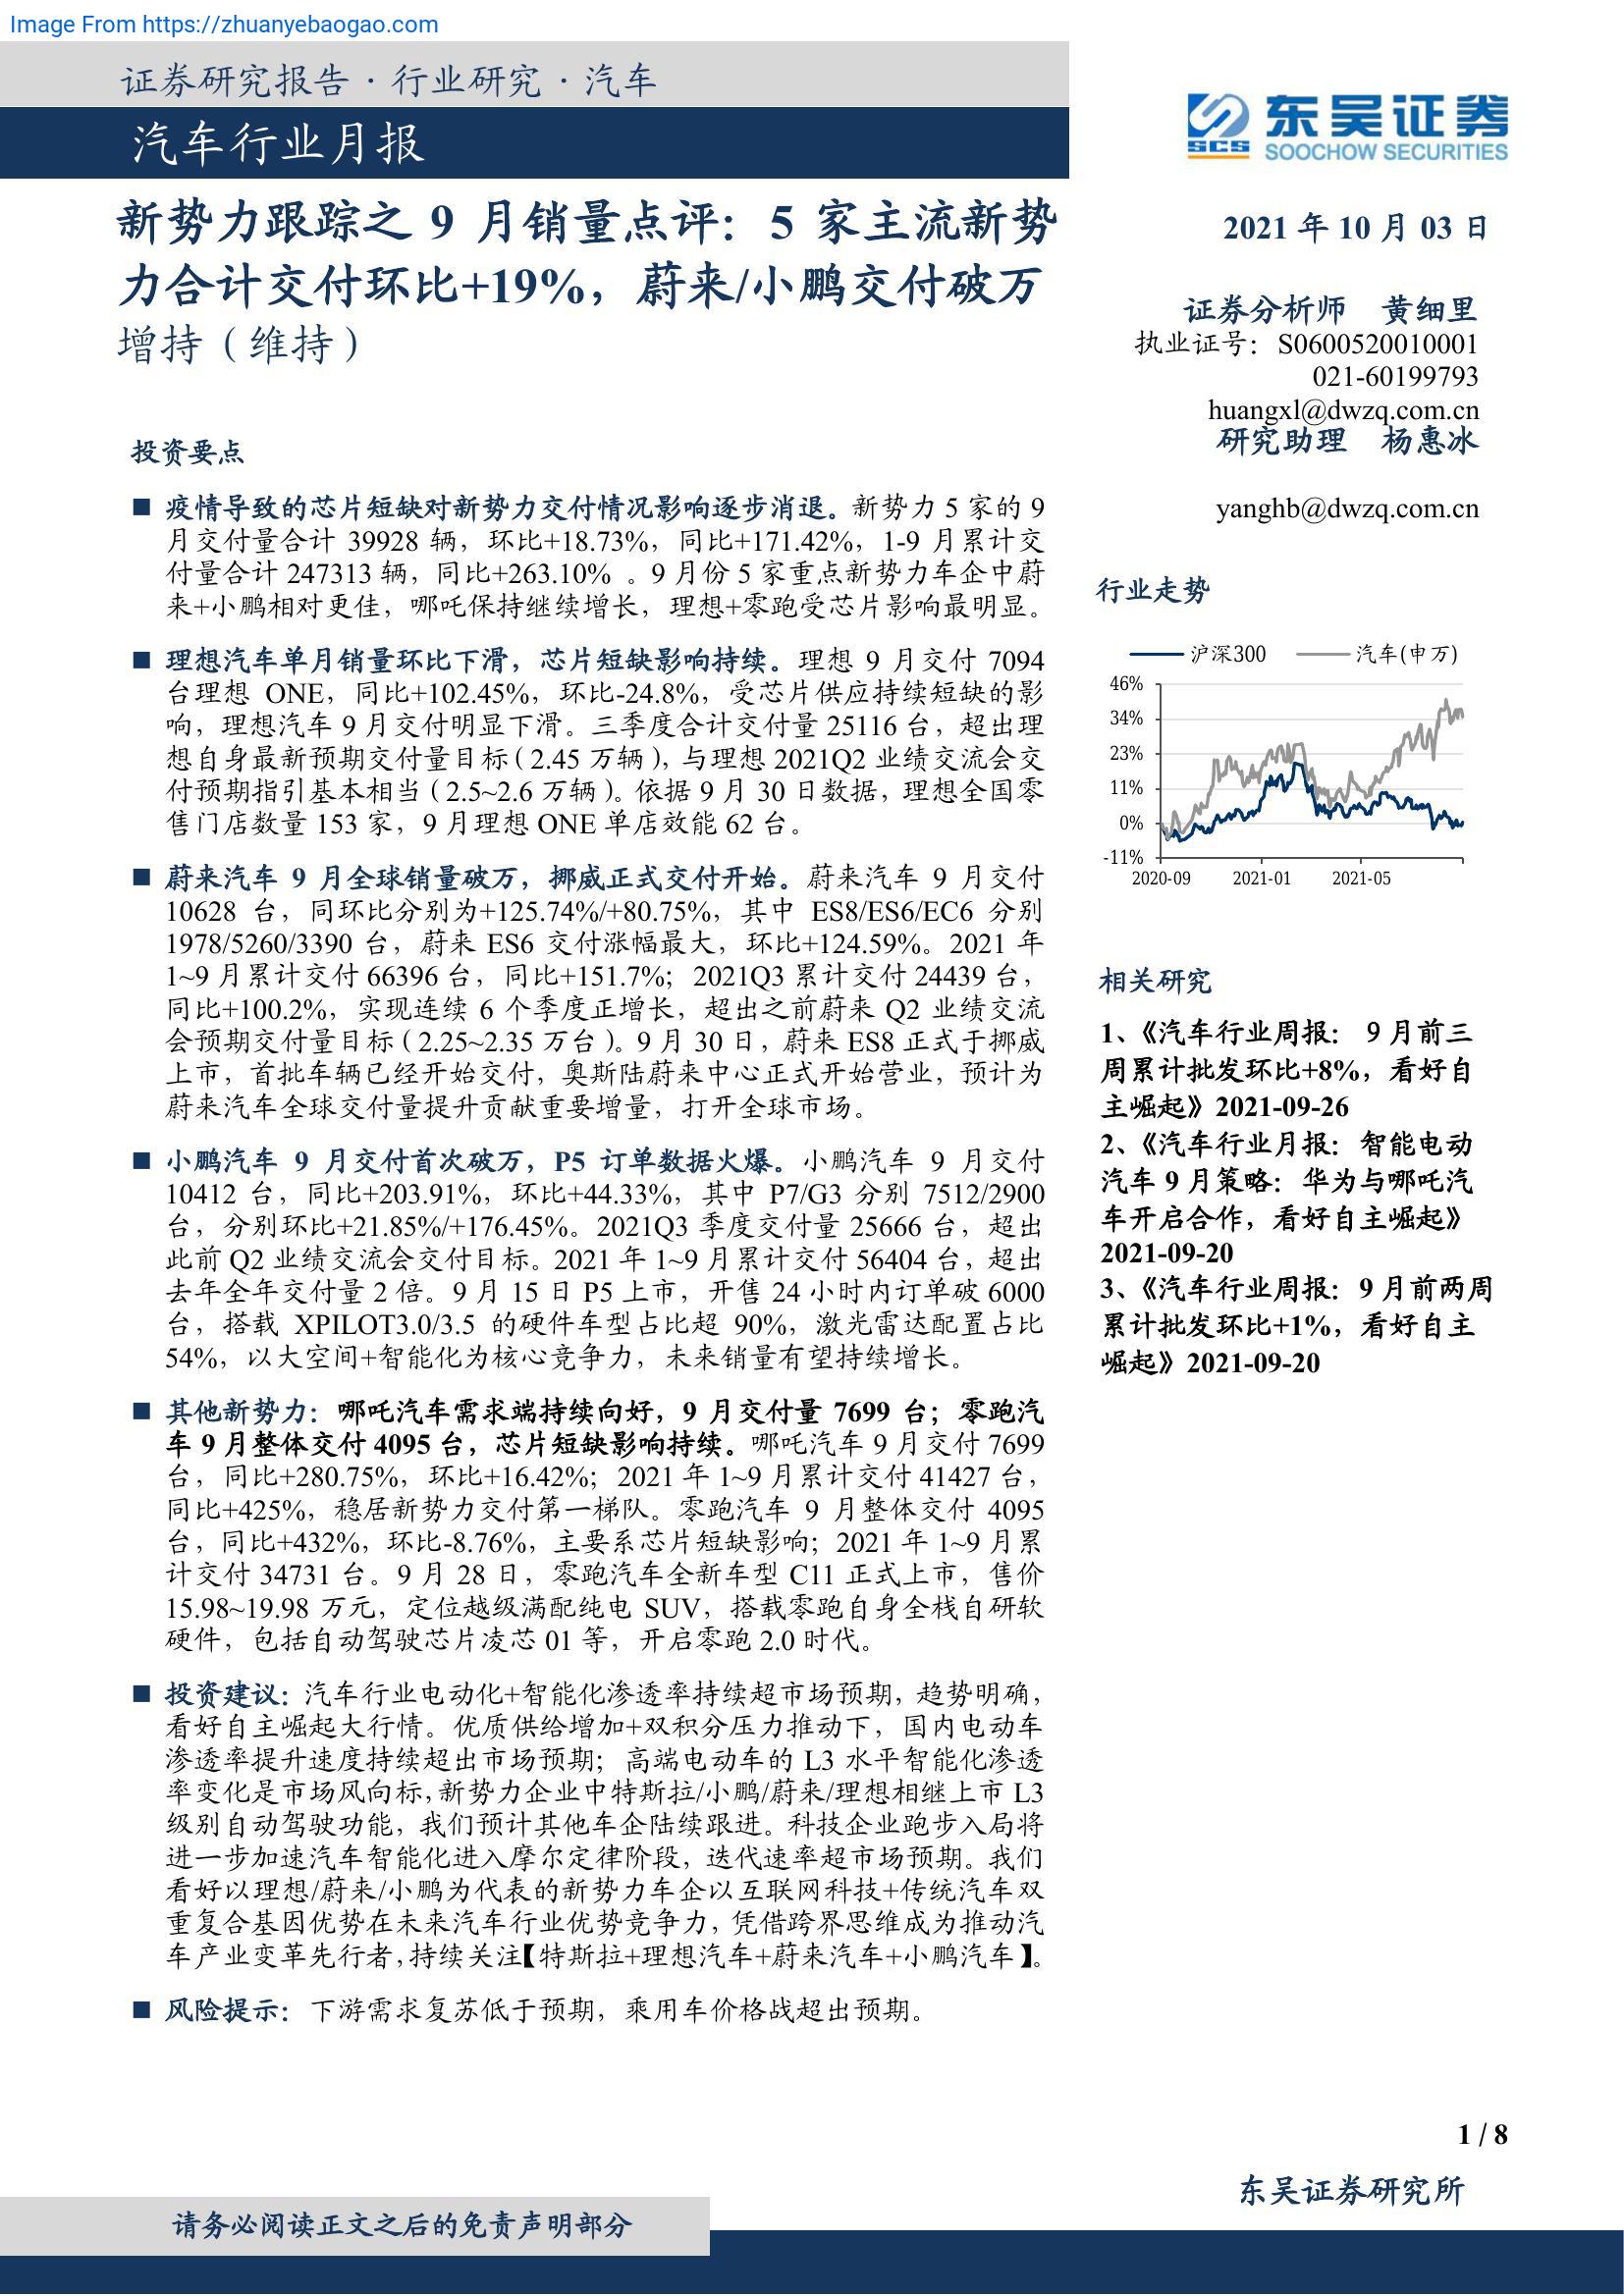 Image From https://zhuanyebaogao.com
证券研究报告·行业研究·汽车
汽车行业月报
东吴证券
SCS SOOCHOW SECURITIES
新势力跟踪之 9 月销量点评：5 家主流新势
力合计交付环比+19%，蔚来/小鹏交付破万
增持（维持）
2021 年 10 月 03 日
证券分析师 黄细里
执业证号：S0600520010001
021-60199793
huangxl@dwzq.com.cn
研究助理 杨惠冰
yanghb@dwzq.com.cn
投资要点
■ 疫情导致的芯片短缺对新势力交付情况影响逐步消退。新势力 5 家的 9
月交付量合计 39928 辆，环比+18.73%，同比+171.42%，1-9 月累计交
付量合计 247313 辆，同比+263.10% 。9 月份 5 家重点新势力车企中蔚
来+小鹏相对更佳，哪吒保持继续增长，理想+零跑受芯片影响最明显。
■ 理想汽车单月销量环比下滑，芯片短缺影响持续。理想 9 月交付 7094
台理想 ONE，同比+102.45%，环比-24.8%，受芯片供应持续短缺的影
响，理想汽车 9 月交付明显下滑。三季度合计交付量 25116 台，超出理
想自身最新预期交付量目标（2.45 万辆），与理想 2021Q2 业绩交流会交
付预期指引基本相当（2.5~2.6 万辆）。依据 9 月 30 日数据，理想全国零
售门店数量 153 家，9 月理想 ONE 单店效能 62 台。
■ 蔚来汽车 9 月全球销量破万，挪威正式交付开始。蔚来汽车 9 月交付
10628 台，同环比分别为+125.74%/+80.75%，其中 ES8/ES6/EC6 分别
1978/5260/3390 台，蔚来 ES6 交付涨幅最大，环比+124.59%。2021 年
1~9 月累计交付 66396 台，同比+151.7%；2021Q3 累计交付 24439 台，
同比+100.2%，实现连续 6 个季度正增长，超出之前蔚来 Q2 业绩交流
会预期交付量目标（2.25~2.35 万台）。9 月 30 日，蔚来 ES8 正式于挪威
上市，首批车辆已经开始交付，奥斯陆蔚来中心正式开始营业，预计为
蔚来汽车全球交付量提升贡献重要增量，打开全球市场。
■ 小鹏汽车 9 月交付首次破万，P5 订单数据火爆。小鹏汽车 9 月交付
10412 台，同比+203.91%，环比+44.33%，其中 P7/G3 分别 7512/2900
台，分别环比+21.85%/+176.45%。2021Q3 季度交付量 25666 台，超出
此前 Q2 业绩交流会交付目标。2021 年 1~9 月累计交付 56404 台，超出
去年全年交付量 2 倍。9 月 15 日 P5 上市，开售 24 小时内订单破 6000
台，搭载 XPILOT3.0/3.5 的硬件车型占比超 90%，激光雷达配置占比
54%，以大空间+智能化为核心竞争力，未来销量有望持续增长。
■ 其他新势力：哪吒汽车需求端持续向好，9 月交付量 7699 台；零跑汽
车 9 月整体交付 4095 台，芯片短缺影响持续。哪吒汽车 9 月交付 7699
台，同比+280.75%，环比+16.42%；2021 年 1~9 月累计交付 41427 台，
同比+425%，稳居新势力交付第一梯队。零跑汽车 9 月整体交付 4095
台，同比+432%，环比-8.76%，主要系芯片短缺影响；2021 年 1~9 月累
计交付 34731 台。9 月 28 日，零跑汽车全新车型 C11 正式上市，售价
15.98~19.98 万元，定位越级满配纯电 SUV，搭载零跑自身全栈自研软
硬件，包括自动驾驶芯片凌芯 01 等，开启零跑 2.0 时代。
■ 投资建议：汽车行业电动化+智能化渗透率持续超市场预期，趋势明确，
看好自主崛起大行情。优质供给增加+双积分压力推动下，国内电动车
渗透率提升速度持续超出市场预期；高端电动车的 L3 水平智能化渗透
率变化是市场风向标，新势力企业中特斯拉/小鹏/蔚来/理想相继上市 L3
级别自动驾驶功能，我们预计其他车企陆续跟进。科技企业跑步入局将
进一步加速汽车智能化进入摩尔定律阶段，迭代速率超市场预期。我们
看好以理想/蔚来/小鹏为代表的新势力车企以互联网科技+传统汽车双
重复合基因优势在未来汽车行业优势竞争力，凭借跨界思维成为推动汽
车产业变革先行者，持续关注【特斯拉+理想汽车+蔚来汽车+小鹏汽车】。
■ 风险提示：下游需求复苏低于预期，乘用车价格战超出预期。
行业走势
沪深300 汽车(申万)
46%
34%
23%
11%
0%
-11%
2020-09 2021-01 2021-05
相关研究
1、《汽车行业周报： 9 月前三
周累计批发环比+8%，看好自
主崛起》2021-09-26
2、《汽车行业月报：智能电动
汽车 9 月策略：华为与哪吒汽
车开启合作，看好自主崛起》
2021-09-20
3、《汽车行业周报：9 月前两周
累计批发环比+1%，看好自主
崛起》2021-09-20
1 / 8
东吴证券研究所
请务必阅读正文之后的免责声明部分